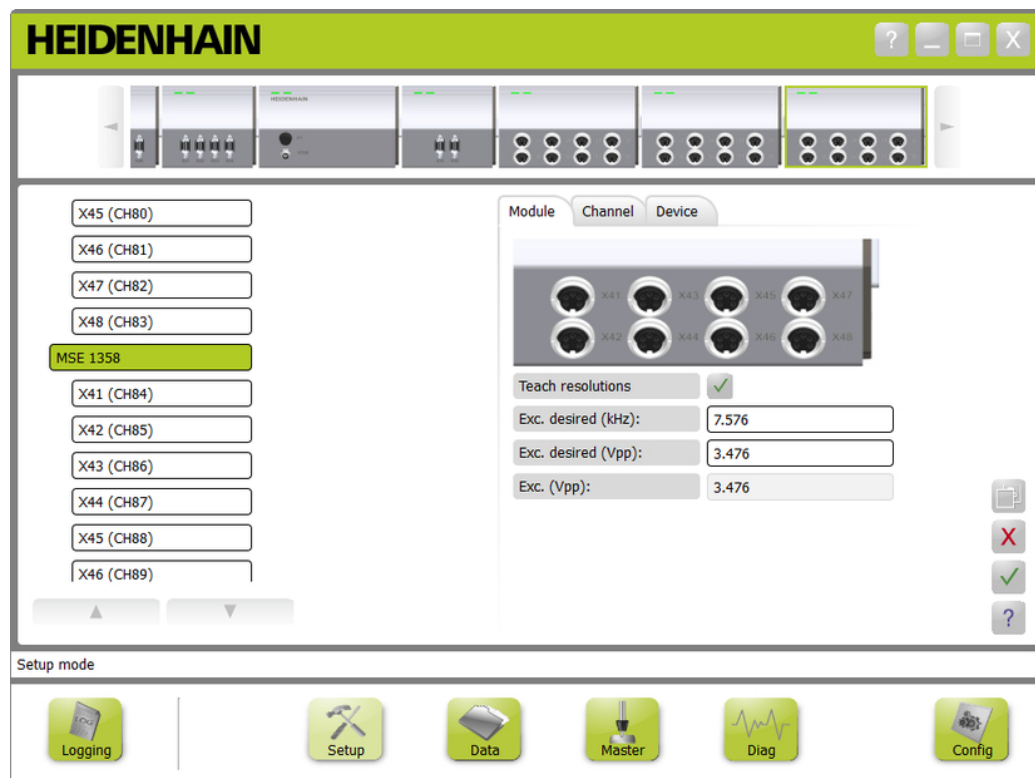 HEIDENHAIN
?
X
HEIDENHAIN
X45 (CH80)
X46 (CH81)
X47 (CH82)
X48 (CH83)
MSE 1358
X41 (CH84)
X42 (CH85)
X43 (CH86)
X44 (CH87)
X45 (CH88)
X46 (CH89)
Module Channel Device
X41 X43 X45 X47
X42 X44 X46 X48
Teach resolutions
Exc. desired (kHz): 7.576
Exc. desired (Vpp): 3.476
Exc. (Vpp): 3.476
X
?
Setup mode
LOG
Logging Setup Data Master Diag Config